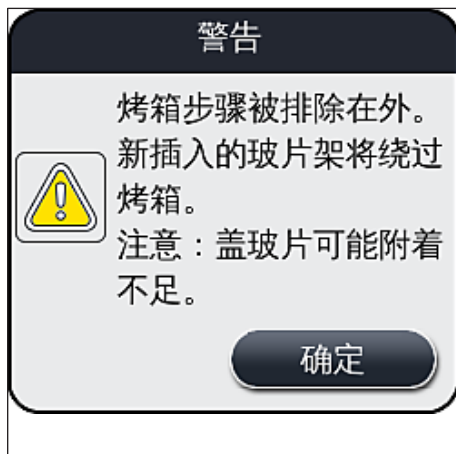 警告
烤箱步骤被排除在外。
新插入的玻片架将绕过
烤箱。
注意：盖玻片可能附着
不足。
确定